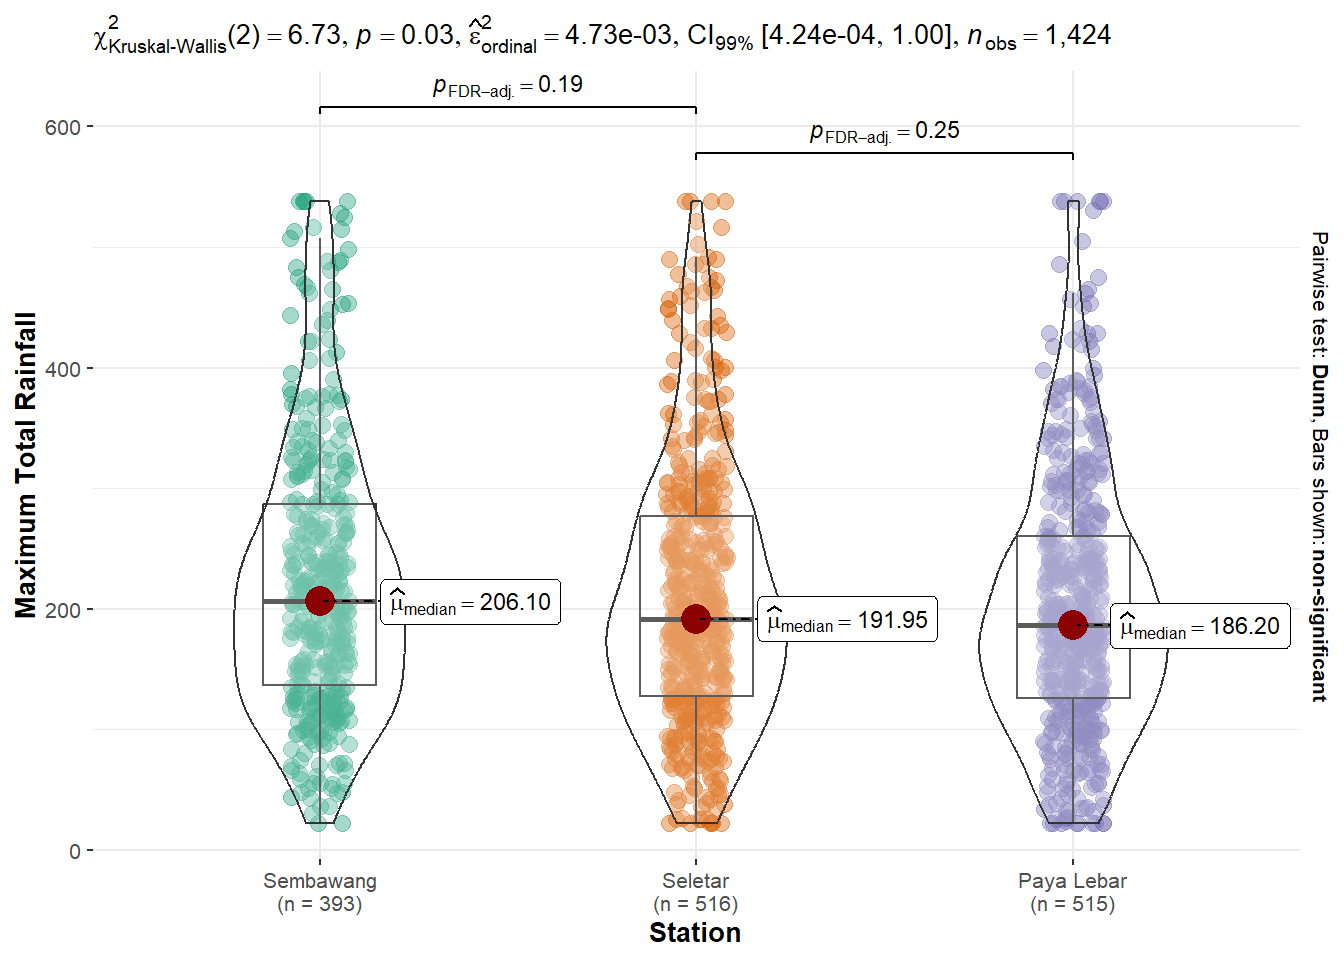 χ²Kruskal-Wallis(2) = 6.73, p = 0.03, ε̂²ordinal = 4.73e-03, CI99% [4.24e-04, 1.00], nobs = 1,424
pFDR−adj. = 0.19
pFDR−adj. = 0.25
600
400
200
0
Maximum Total Rainfall
μ̂median = 206.10
μ̂median = 191.95
μ̂median = 186.20
Pairwise test: Dunn, Bars shown: non-significant
Sembawang
(n = 393)
Seletar
(n = 516)
Paya Lebar
(n = 515)
Station